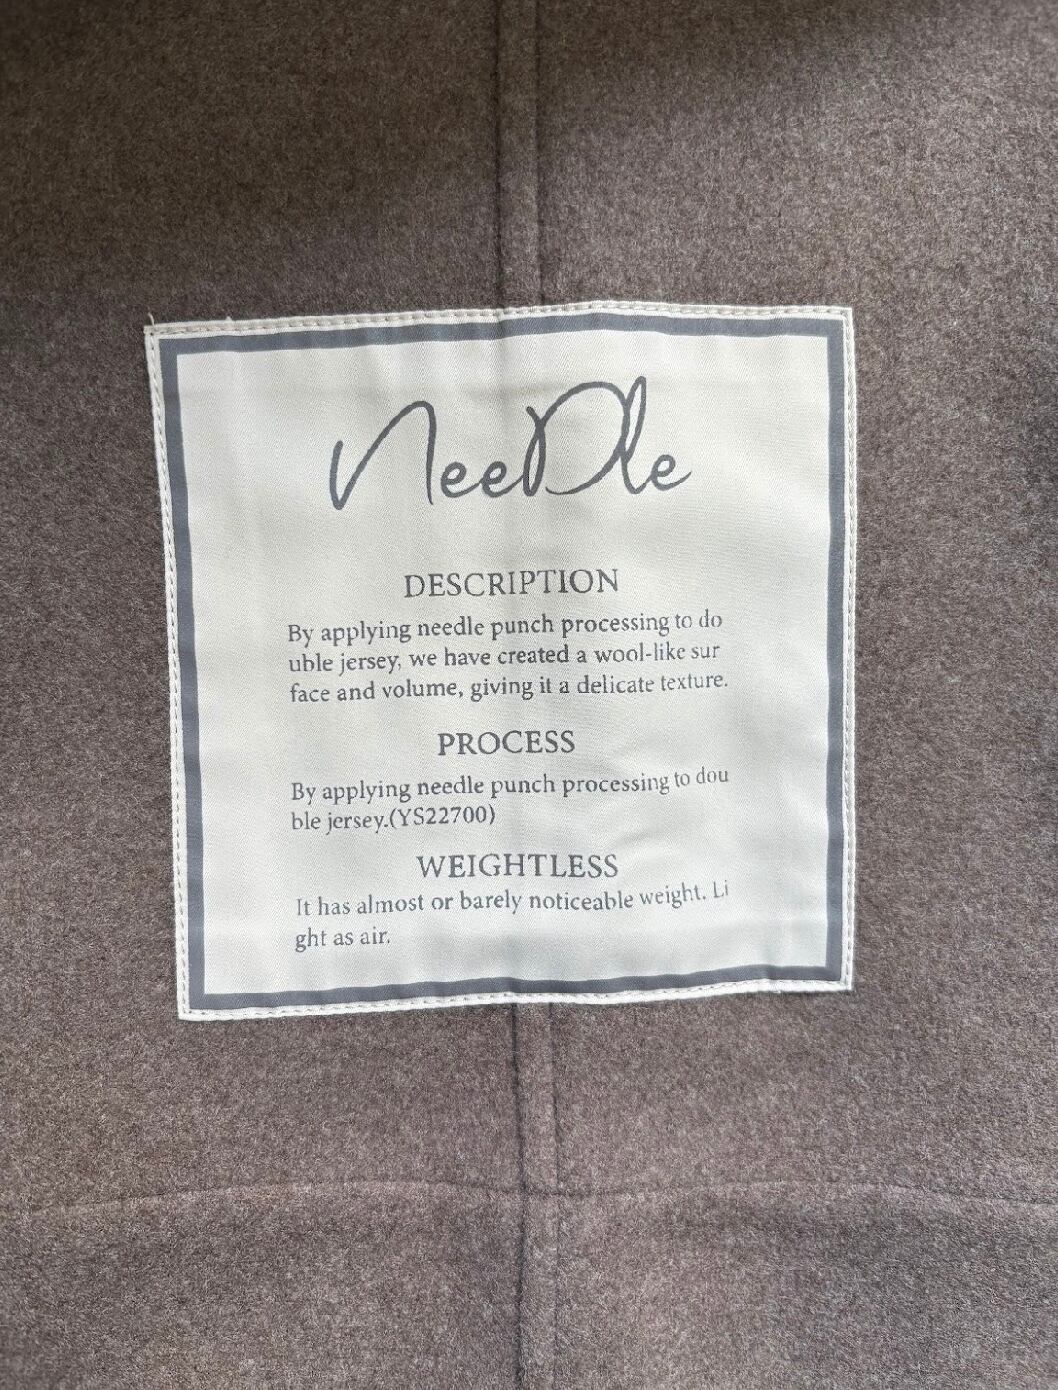 NeeDle
DESCRIPTION
By applying needle punch processing to do
uble jersey, we have created a wool-like sur
face and volume, giving it a delicate texture.
PROCESS
By applying needle punch processing to dou
ble jersey.(YS22700)
WEIGHTLESS
It has almost or barely noticeable weight. Li
ght as air.